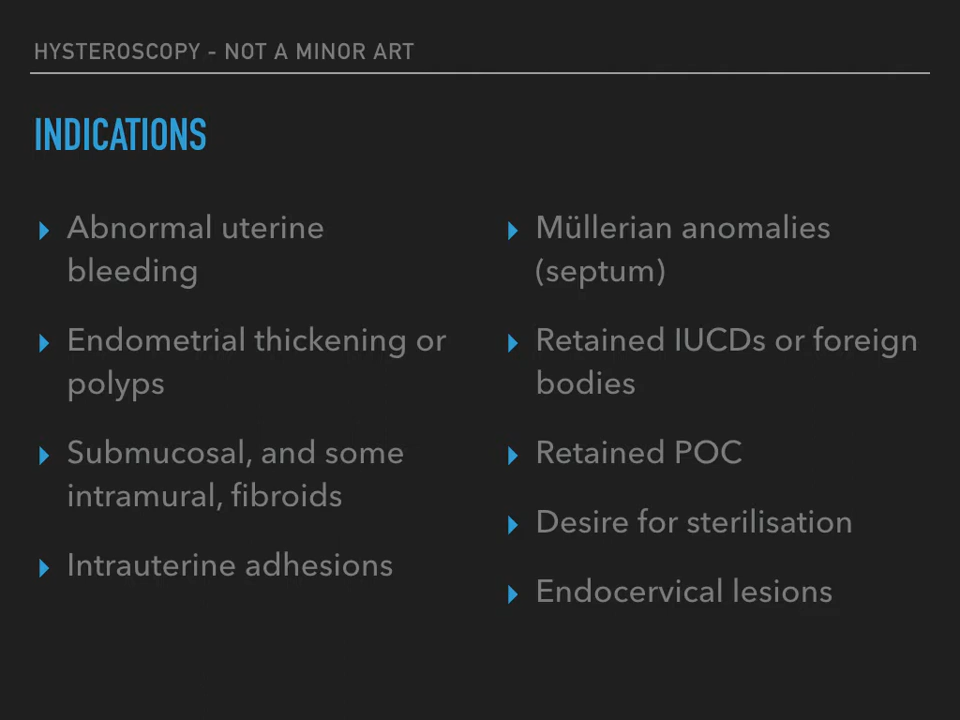 HYSTEROSCOPY - NOT A MINOR ART
INDICATIONS
Abnormal uterine
bleeding
Endometrial thickening or
polyps
Submucosal, and some
intramural, fibroids
Intrauterine adhesions
Müllerian anomalies
(septum)
Retained IUCDs or foreign
bodies
Retained POC
Desire for sterilisation
Endocervical lesions